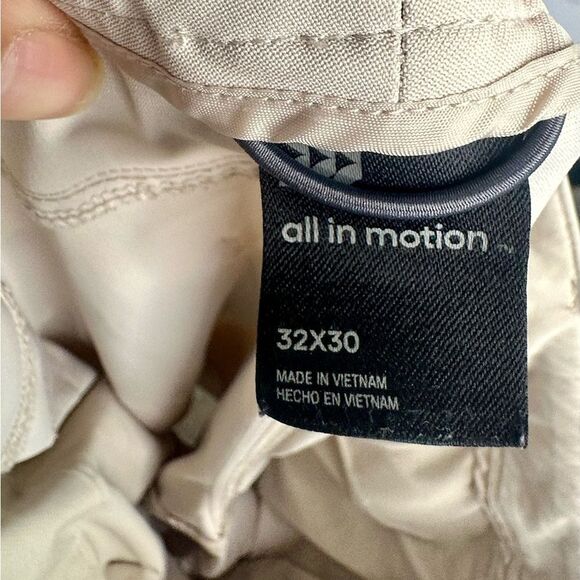 all in motion
32X30
MADE IN VIETNAM
HECHO EN VIETNAM